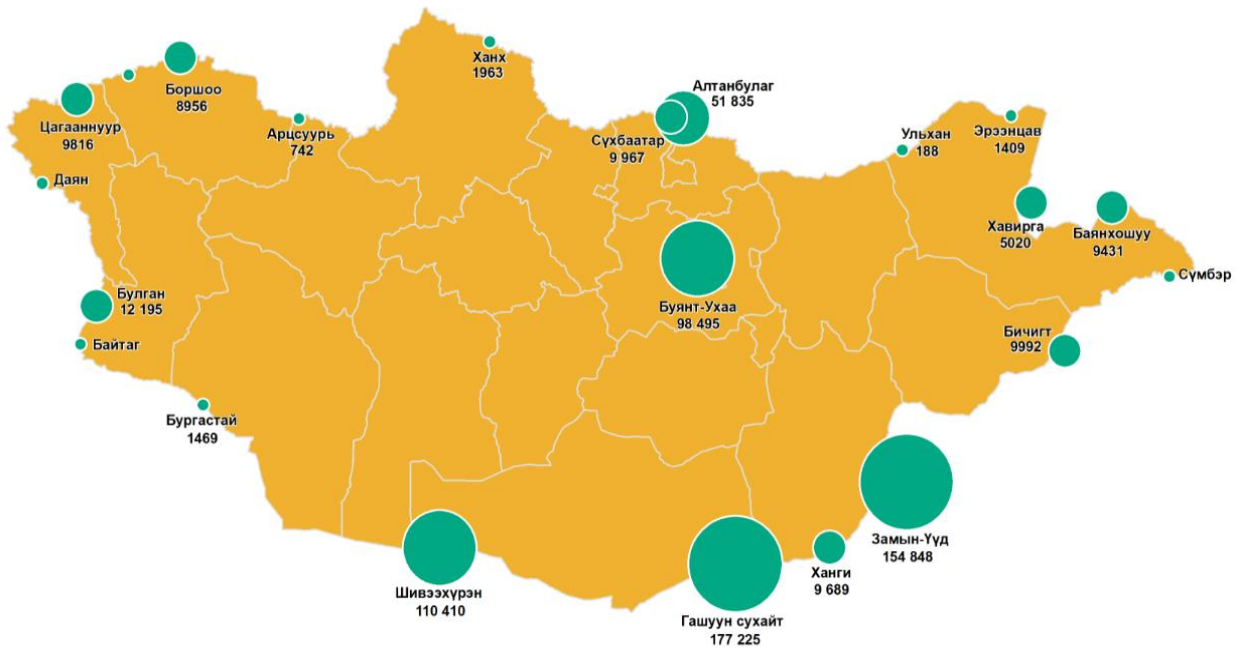 Ханх
1963
Алтанбулаг
51 835
Боршоо
8956
Цагааннуур
9816
Арцсуурь
742
Сүхбаатар
9 967
Ульхан
188
Эрээнцав
1409
Даян
Хавирга
5020
Баянхошуу
9431
Сүмбэр
Булган
12 195
Буянт-Ухаа
98 495
Байтаг
Бичигт
9992
Бургастай
1469
Замын-Үүд
154 848
Ханги
9 689
Шивээхүрэн
110 410
Гашуун сухайт
177 225